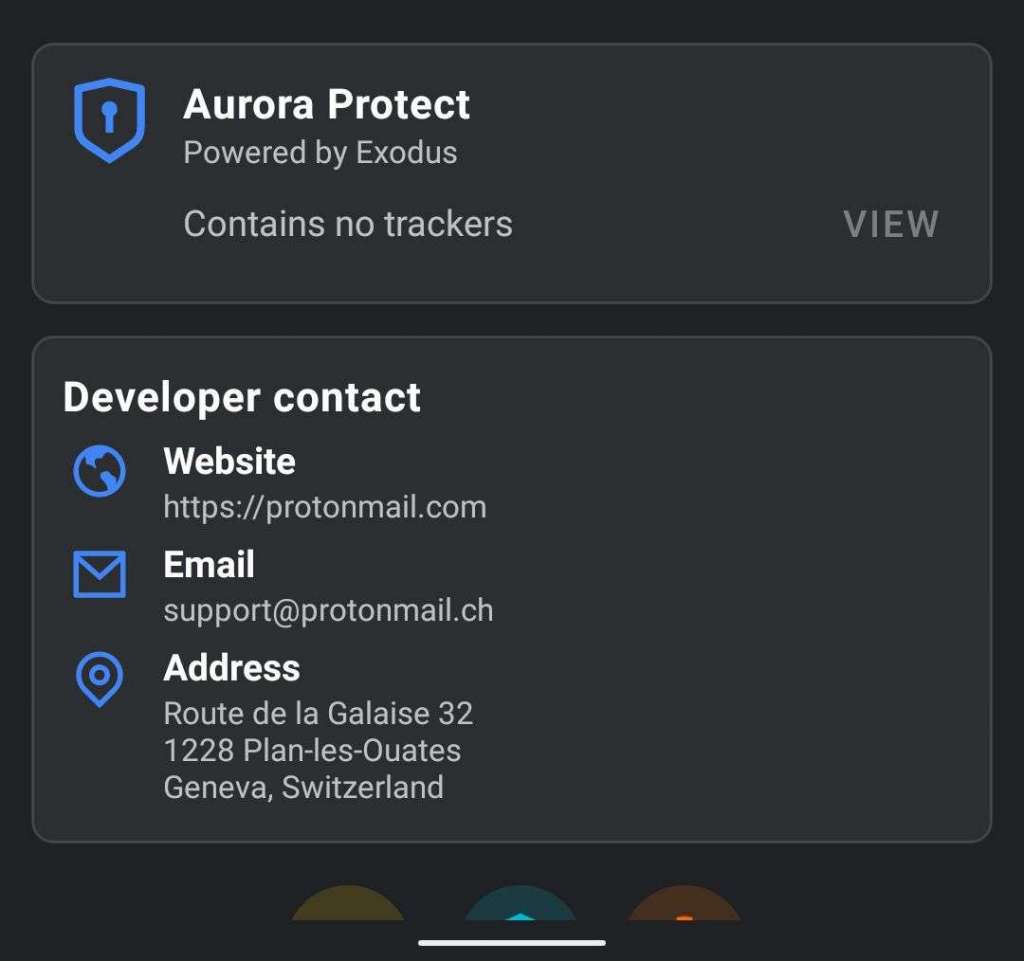 Aurora Protect
Powered by Exodus
Contains no trackers
VIEW
Developer contact
Website
https://protonmail.com
Email
support@protonmail.ch
Address
Route de la Galaise 32
1228 Plan-les-Ouates
Geneva, Switzerland